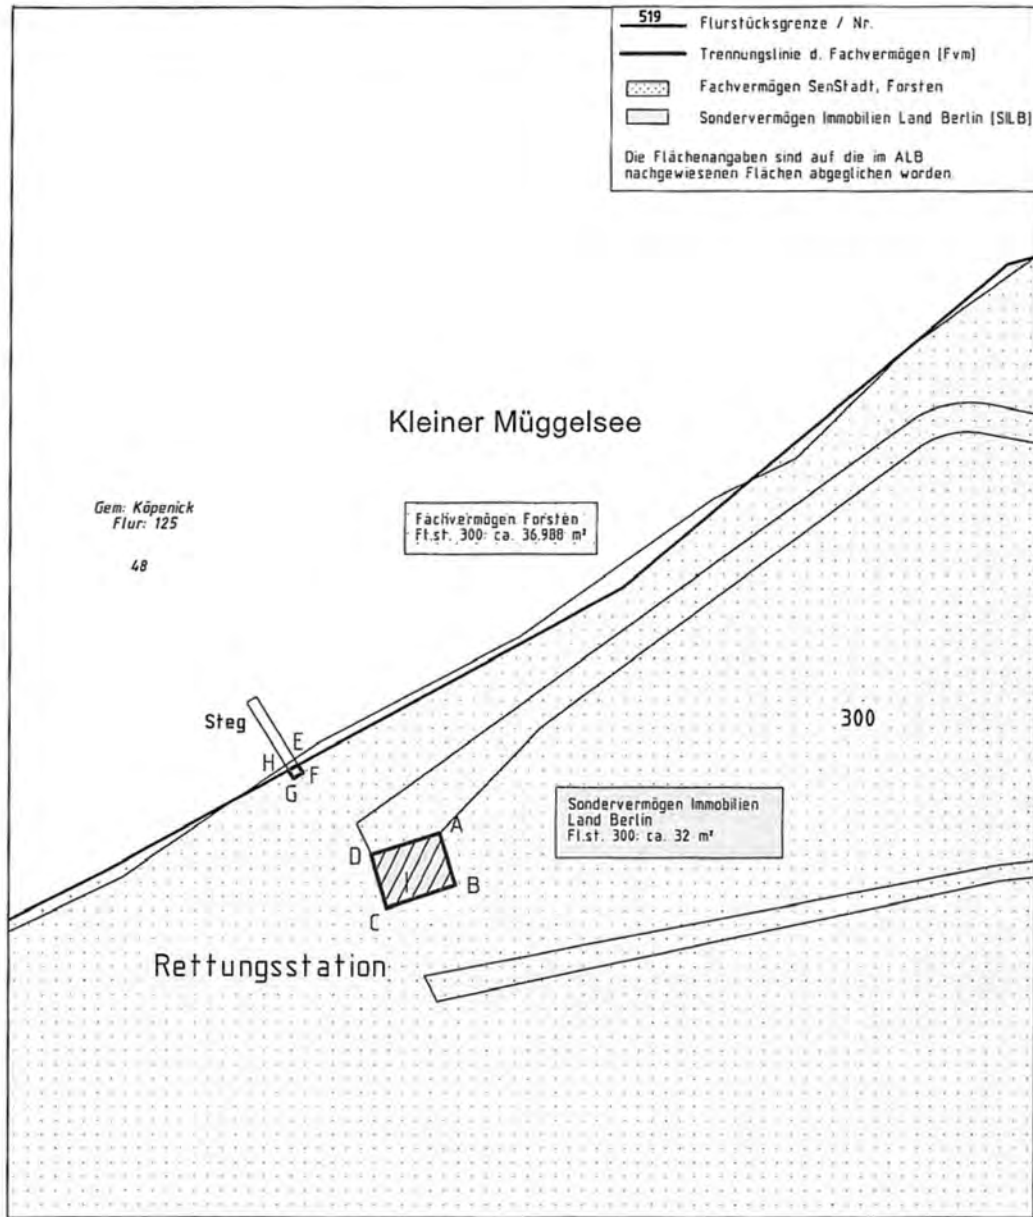 519
Flurstücksgrenze / Nr.
Trennungslinie d. Fachvermögen (Fvm)
Fachvermögen SenStadt, Forsten
Sondervermögen Immobilien Land Berlin (SILB)
Die Flächenangaben sind auf die im ALB
nachgewiesenen Flächen abgeglichen worden
Kleiner Müggelsee
Gem: Köpenick
Flur: 125
48
Fachvermögen Forsten
Ft.st. 300: ca. 36.988 m²
Steg
E
H
F
G
300
Sondervermögen Immobilien
Land Berlin
Fl.st. 300: ca. 32 m²
A
D
I
B
C
Rettungsstation